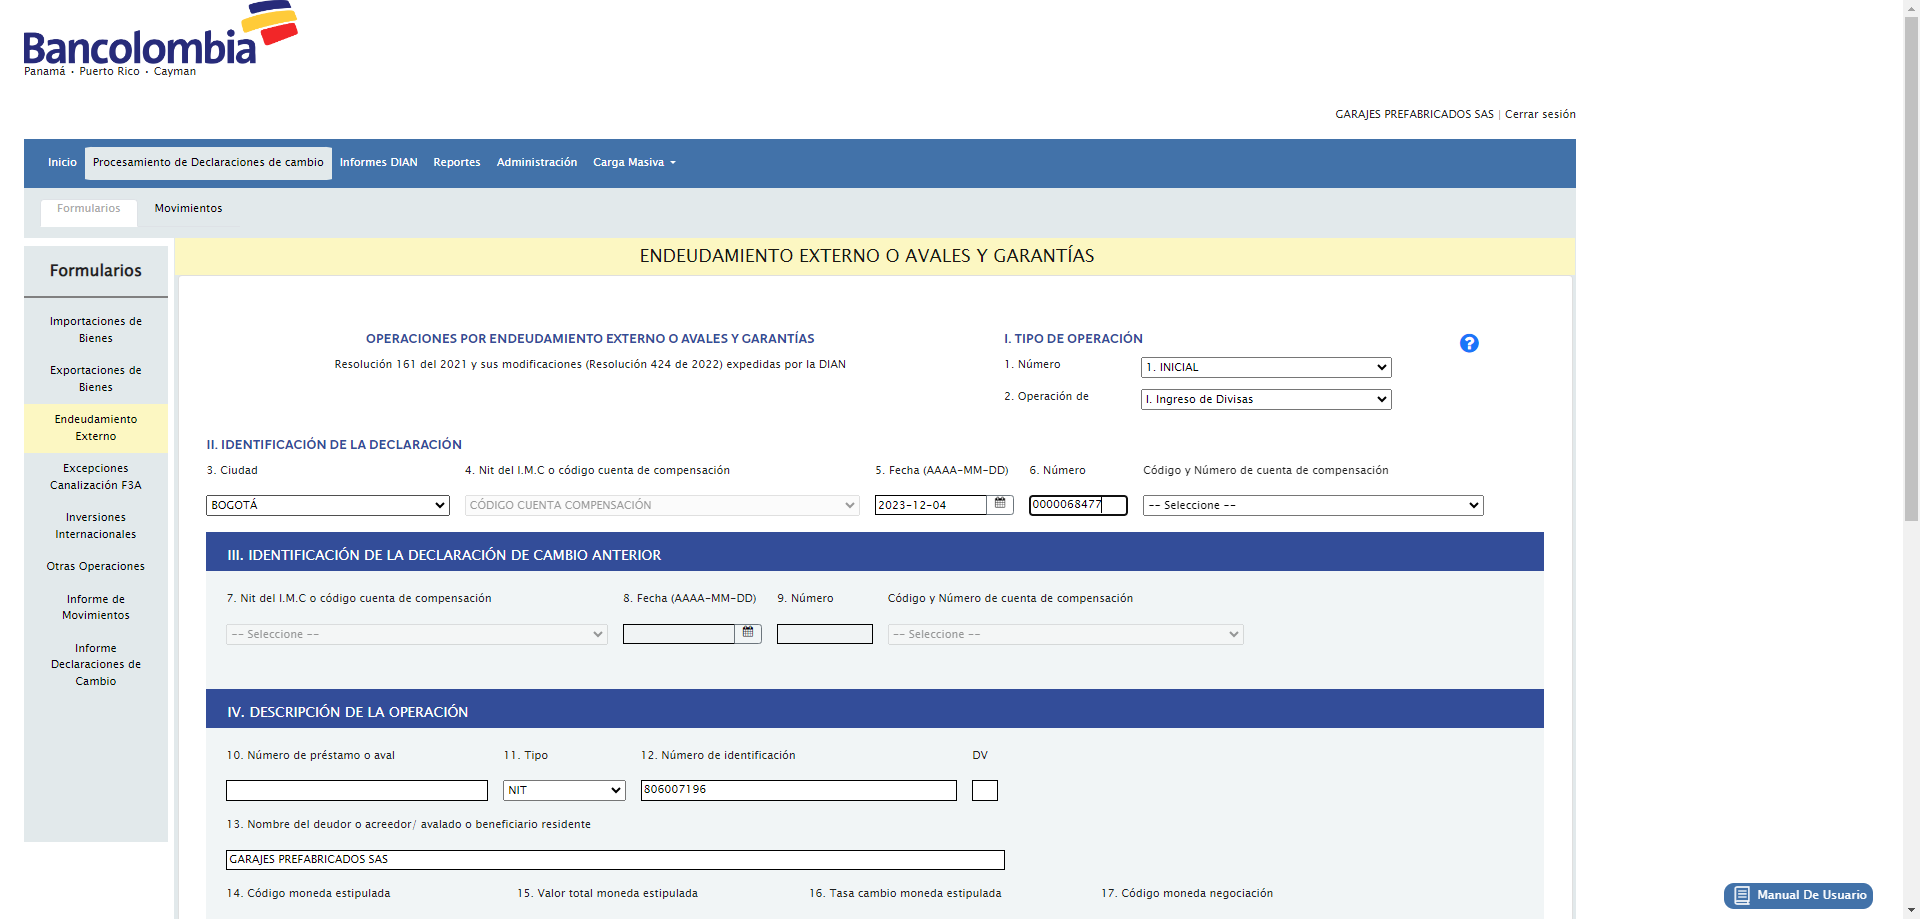 Bancolombia
Panamá • Puerto Rico • Cayman
GARAJES PREFABRICADOS SAS | Cerrar sesión
Inicio Procesamiento de Declaraciones de cambio Informes DIAN Reportes Administración Carga Masiva
Formularios Movimientos
Formularios
Importaciones de
Bienes
Exportaciones de
Bienes
Endeudamiento
Externo
Excepciones
Canalización F3A
Inversiones
Internacionales
Otras Operaciones
Informe de
Movimientos
Informe
Declaraciones de
Cambio
ENDEUDAMIENTO EXTERNO O AVALES Y GARANTÍAS
OPERACIONES POR ENDEUDAMIENTO EXTERNO O AVALES Y GARANTÍAS
Resolución 161 del 2021 y sus modificaciones (Resolución 424 de 2022) expedidas por la DIAN
I. TIPO DE OPERACIÓN
?
1. Número 1. INICIAL
2. Operación de I. Ingreso de Divisas
II. IDENTIFICACIÓN DE LA DECLARACIÓN
3. Ciudad 4. Nit del I.M.C o código cuenta de compensación 5. Fecha (AAAA-MM-DD) 6. Número Código y Número de cuenta de compensación
BOGOTÁ CÓDIGO CUENTA COMPENSACIÓN 2023-12-04 0000068477 -- Seleccione --
III. IDENTIFICACIÓN DE LA DECLARACIÓN DE CAMBIO ANTERIOR
7. Nit del I.M.C o código cuenta de compensación 8. Fecha (AAAA-MM-DD) 9. Número Código y Número de cuenta de compensación
-- Seleccione -- -- Seleccione --
IV. DESCRIPCIÓN DE LA OPERACIÓN
10. Número de préstamo o aval 11. Tipo 12. Número de identificación DV
NIT 806007196
13. Nombre del deudor o acreedor/ avalado o beneficiario residente
GARAJES PREFABRICADOS SAS
14. Código moneda estipulada 15. Valor total moneda estipulada 16. Tasa cambio moneda estipulada 17. Código moneda negociación
Manual De Usuario